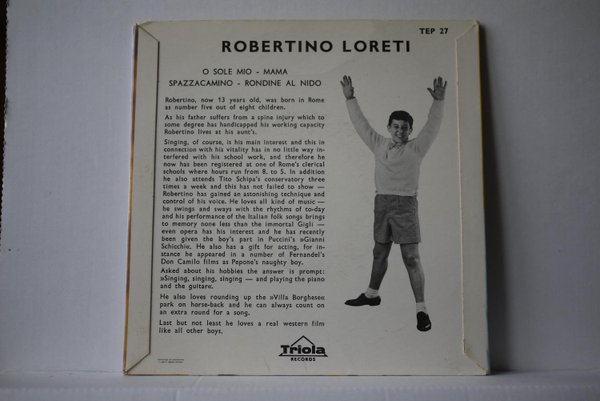 TEP 27
ROBERTINO LORETI
O SOLE MIO - MAMA
SPAZZACAMINO - RONDINE AL NIDO
Robertino, now 13 years old, was born in Rome
as number five out of eight children.
As his father suffers from a spine injury which to
some degree has handicapped his working capacity
Robertino lives at his aunt's.
Singing, of course, is his main interest and this in
connection with his vitality has in no little way in-
terfered with his school work, and therefore he
now has been registered at one of Rome's clerical
schools where hours run from 8. to 5. In addition
he also attends Tito Schipa's conservatory three
times a week and this has not failed to show —
Robertino has gained an astonishing technique and
control of his voice. He loves all kind of music —
he swings and sways with the rhythms of to-day
and his performance of the Italian folk songs brings
to memory none less than the immortal Gigli —
even opera has his interest and he has recently
been given the boy's part in Puccini's »Gianni
Schicchi«. He also has a gift for acting, for in-
stance he appeared in a number of Fernandel's
Don Camilo films as Pepone's naughty boy.
Asked about his hobbies the answer is prompt:
»Singing, singing, singing — and playing the piano
and the guitar«.
He also loves rounding up the »Villa Borghese«
park on horse-back and he can always count on
an extra round for a song.
Last but not least he loves a real western film
like all other boys.
Triola
RECORDS